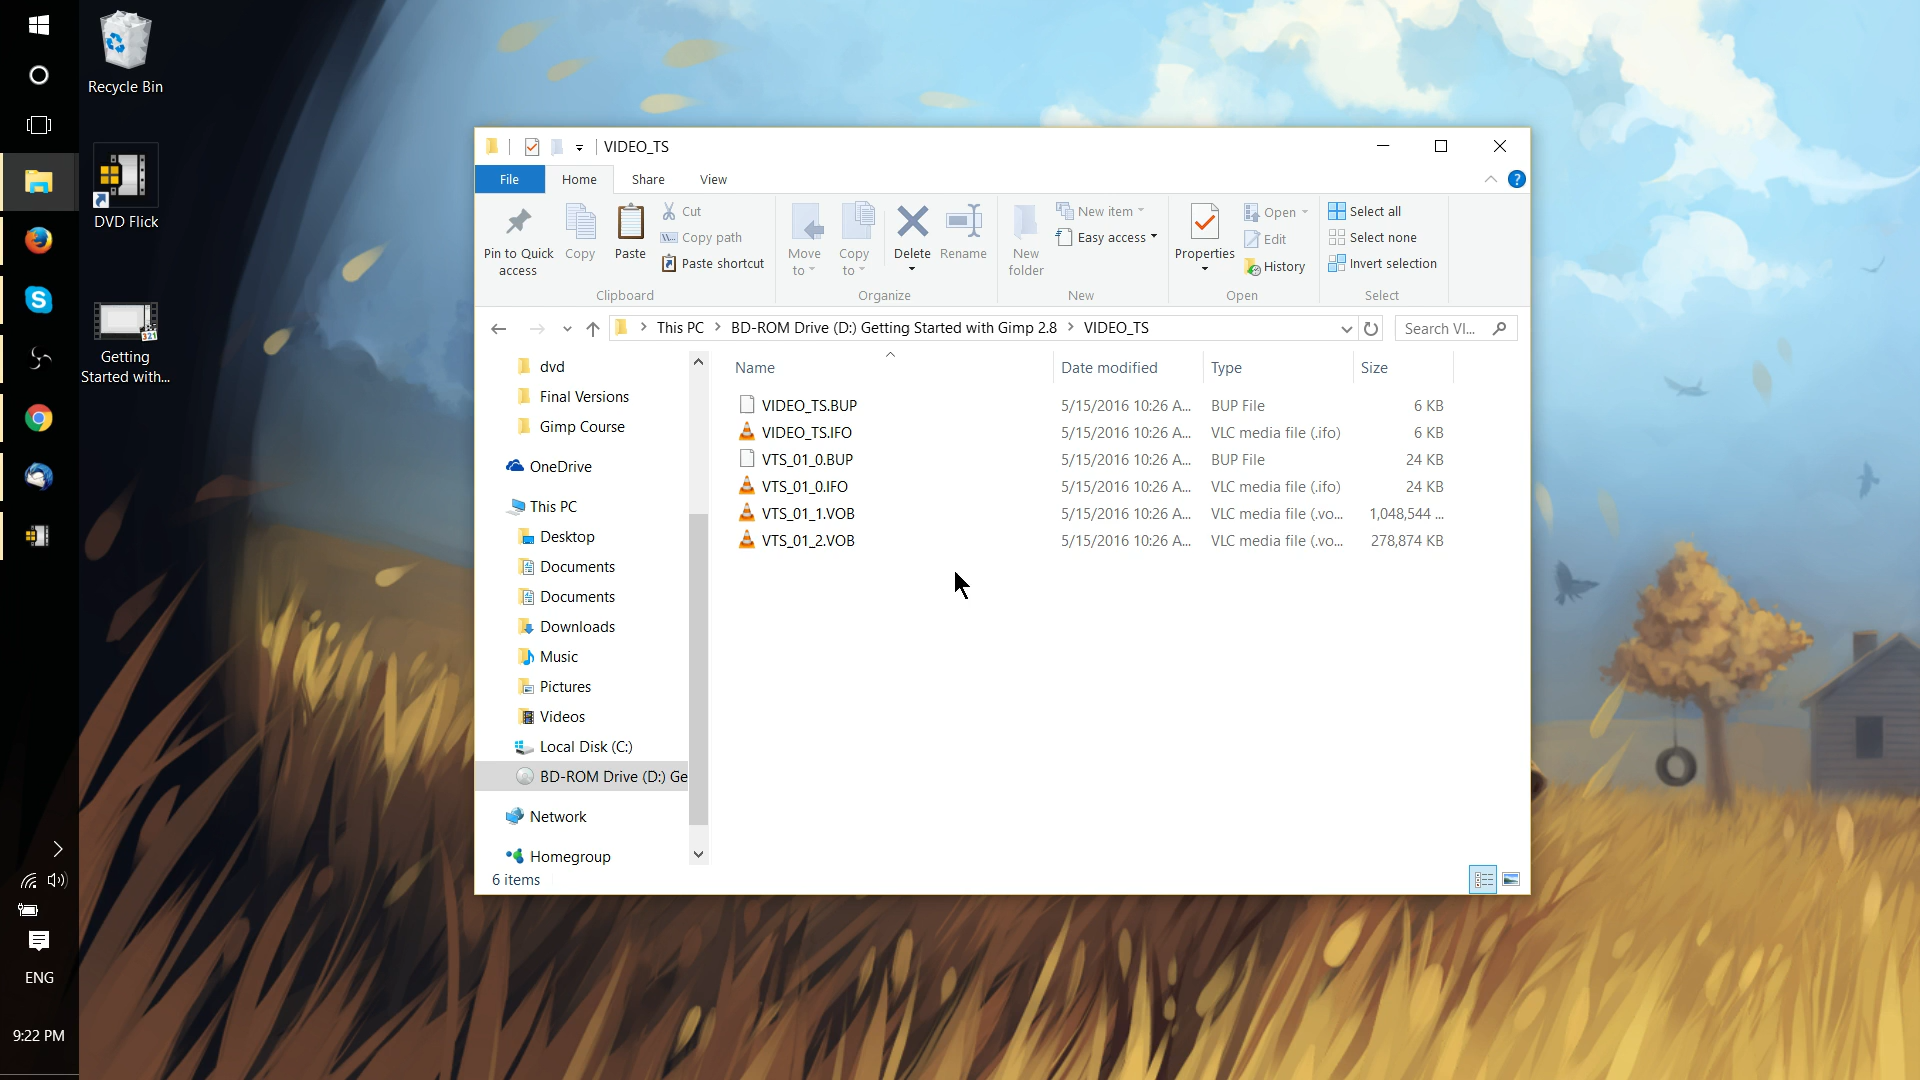 Recycle Bin
DVD Flick
Getting
Started with...
321
ENG
9:22 PM
VIDEO_TS
File Home Share View
Pin to Quick
access
Copy
Paste
Cut
Copy path
Paste shortcut
Clipboard
Move
to
Copy
to
Delete
Rename
Organize
New
folder
New item
Easy access
New
Properties
Open
Edit
History
Open
Select all
Select none
Invert selection
Select
This PC > BD-ROM Drive (D:) Getting Started with Gimp 2.8 > VIDEO_TS
Search VI...
dvd
Final Versions
Gimp Course
OneDrive
This PC
Desktop
Documents
Documents
Downloads
Music
Pictures
Videos
Local Disk (C:)
BD-ROM Drive (D:) Ge
Network
Homegroup
Name Date modified Type Size
VIDEO_TS.BUP 5/15/2016 10:26 A... BUP File 6 KB
VIDEO_TS.IFO 5/15/2016 10:26 A... VLC media file (.ifo) 6 KB
VTS_01_0.BUP 5/15/2016 10:26 A... BUP File 24 KB
VTS_01_0.IFO 5/15/2016 10:26 A... VLC media file (.ifo) 24 KB
VTS_01_1.VOB 5/15/2016 10:26 A... VLC media file (.vo... 1,048,544 ...
VTS_01_2.VOB 5/15/2016 10:26 A... VLC media file (.vo... 278,874 KB
6 items